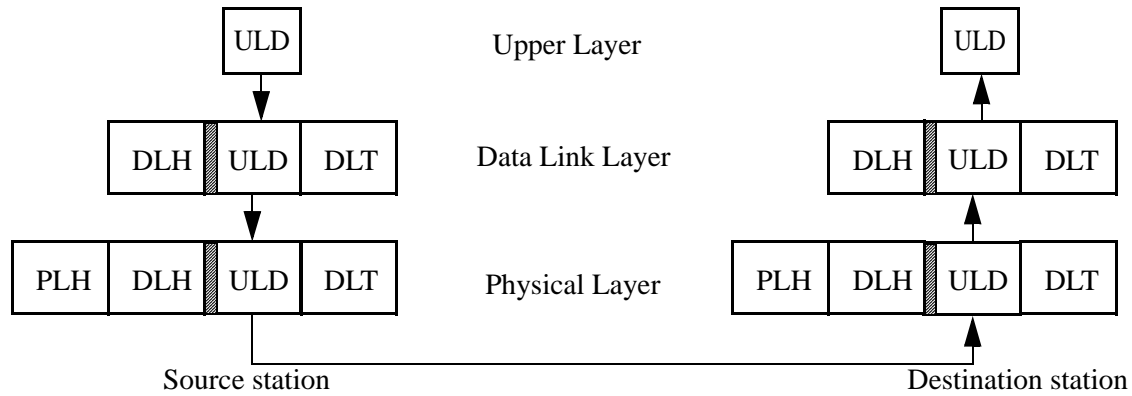 ULD Upper Layer ULD
DLH ULD DLT Data Link Layer DLH ULD DLT
PLH DLH ULD DLT Physical Layer PLH DLH ULD DLT
Source station Destination station